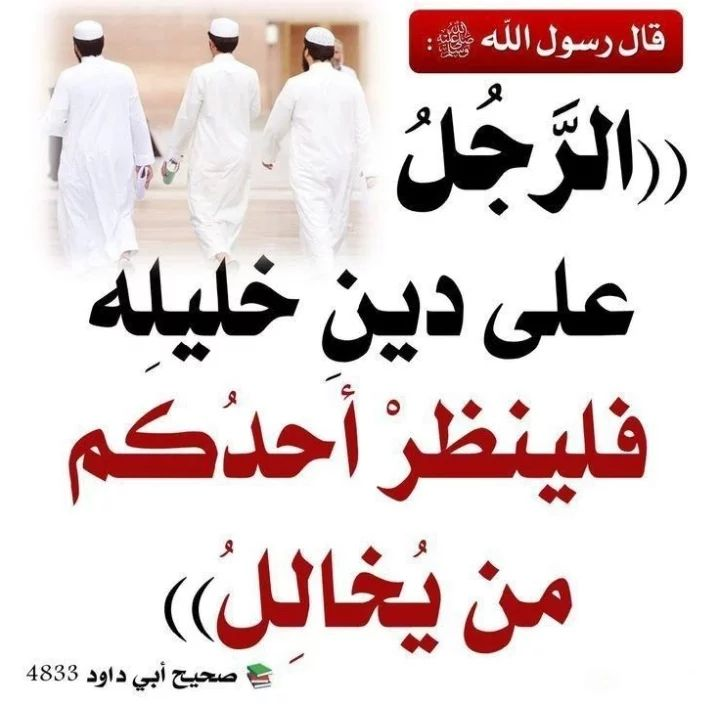 قال رسول الله ﷺ :
((الرَّجُلُ
على دينِ خليلِه
فلينظرْ أحدُكم
من يُخالِلُ))
صحيح أبي داود 4833